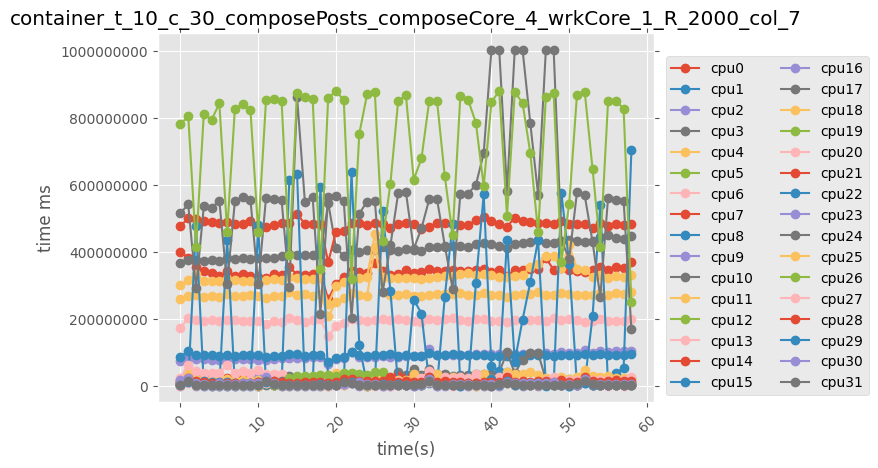 container_t_10_c_30_composePosts_composeCore_4_wrkCore_1_R_2000_col_7
1000000000
800000000
600000000
400000000
200000000
0
time ms
0 10 20 30 40 50 60
time(s)
cpu0 cpu16
cpu1 cpu17
cpu2 cpu18
cpu3 cpu19
cpu4 cpu20
cpu5 cpu21
cpu6 cpu22
cpu7 cpu23
cpu8 cpu24
cpu9 cpu25
cpu10 cpu26
cpu11 cpu27
cpu12 cpu28
cpu13 cpu29
cpu14 cpu30
cpu15 cpu31